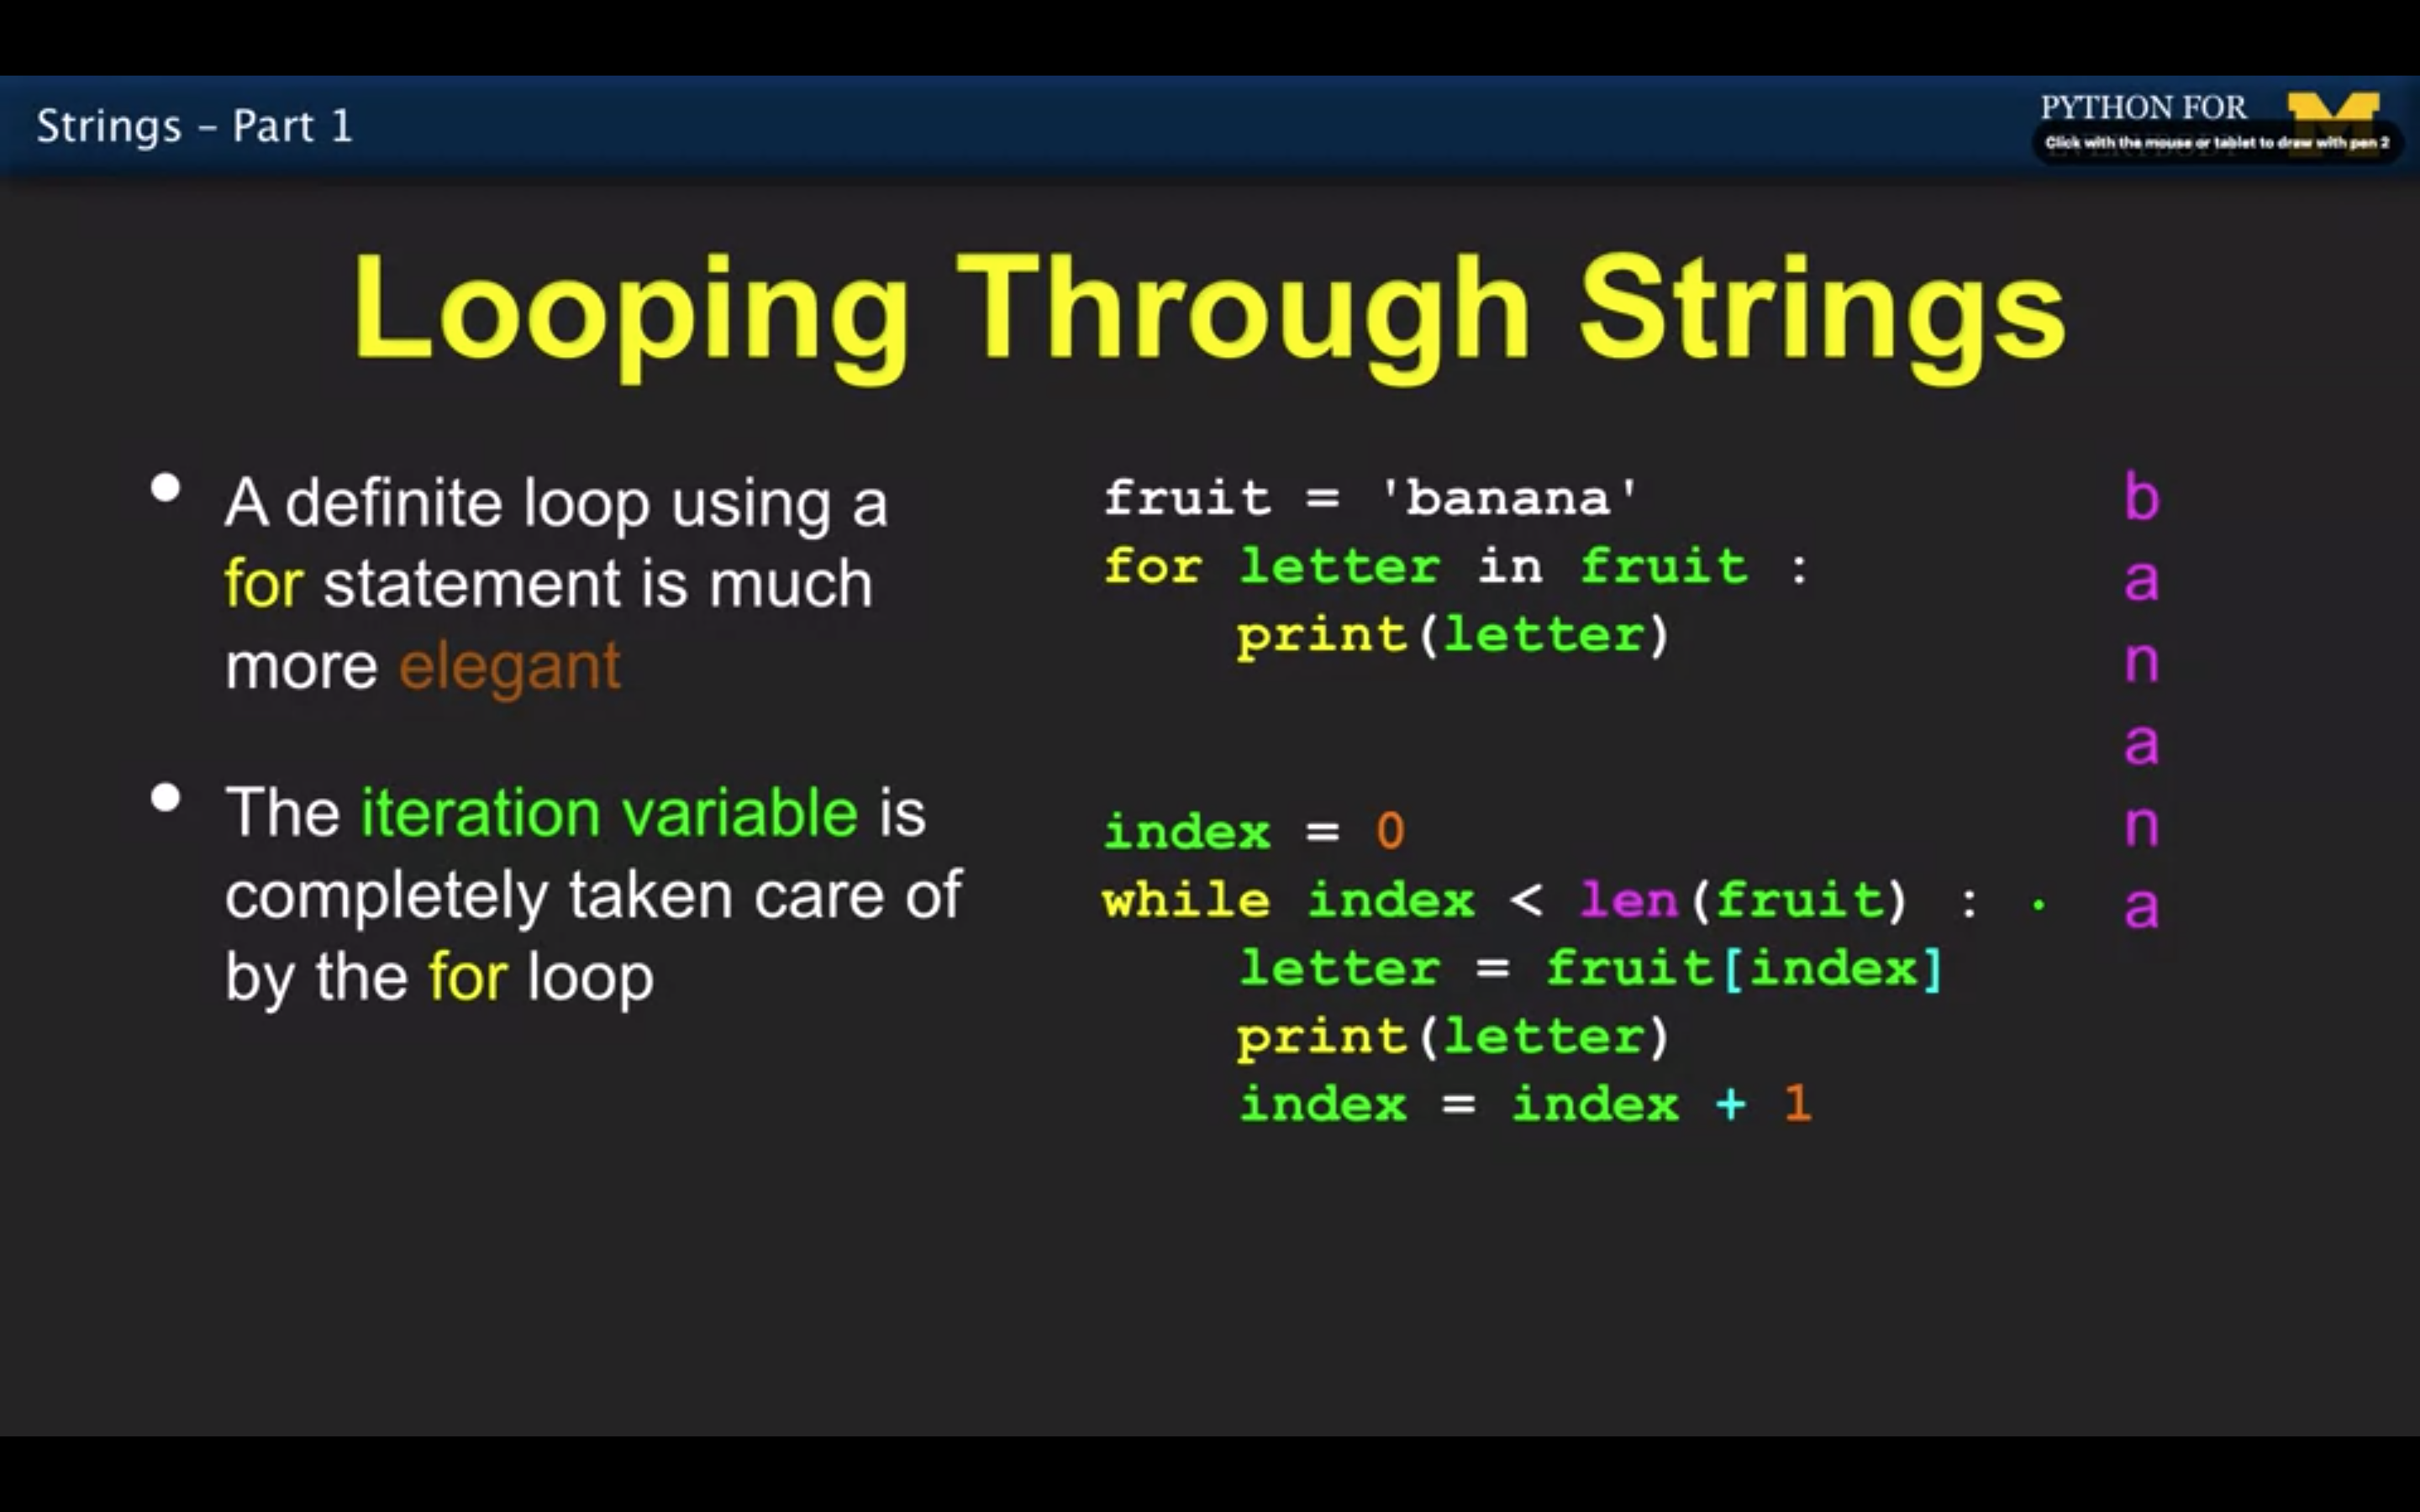 Strings – Part 1
PYTHON FOR
Click with the mouse or tablet to draw with pen 2
Looping Through Strings
• A definite loop using a
for statement is much
more elegant
• The iteration variable is
completely taken care of
by the for loop
fruit = 'banana'
for letter in fruit :
    print(letter)
index = 0
while index < len(fruit) :
    letter = fruit[index]
    print(letter)
    index = index + 1
b
a
n
a
n
a